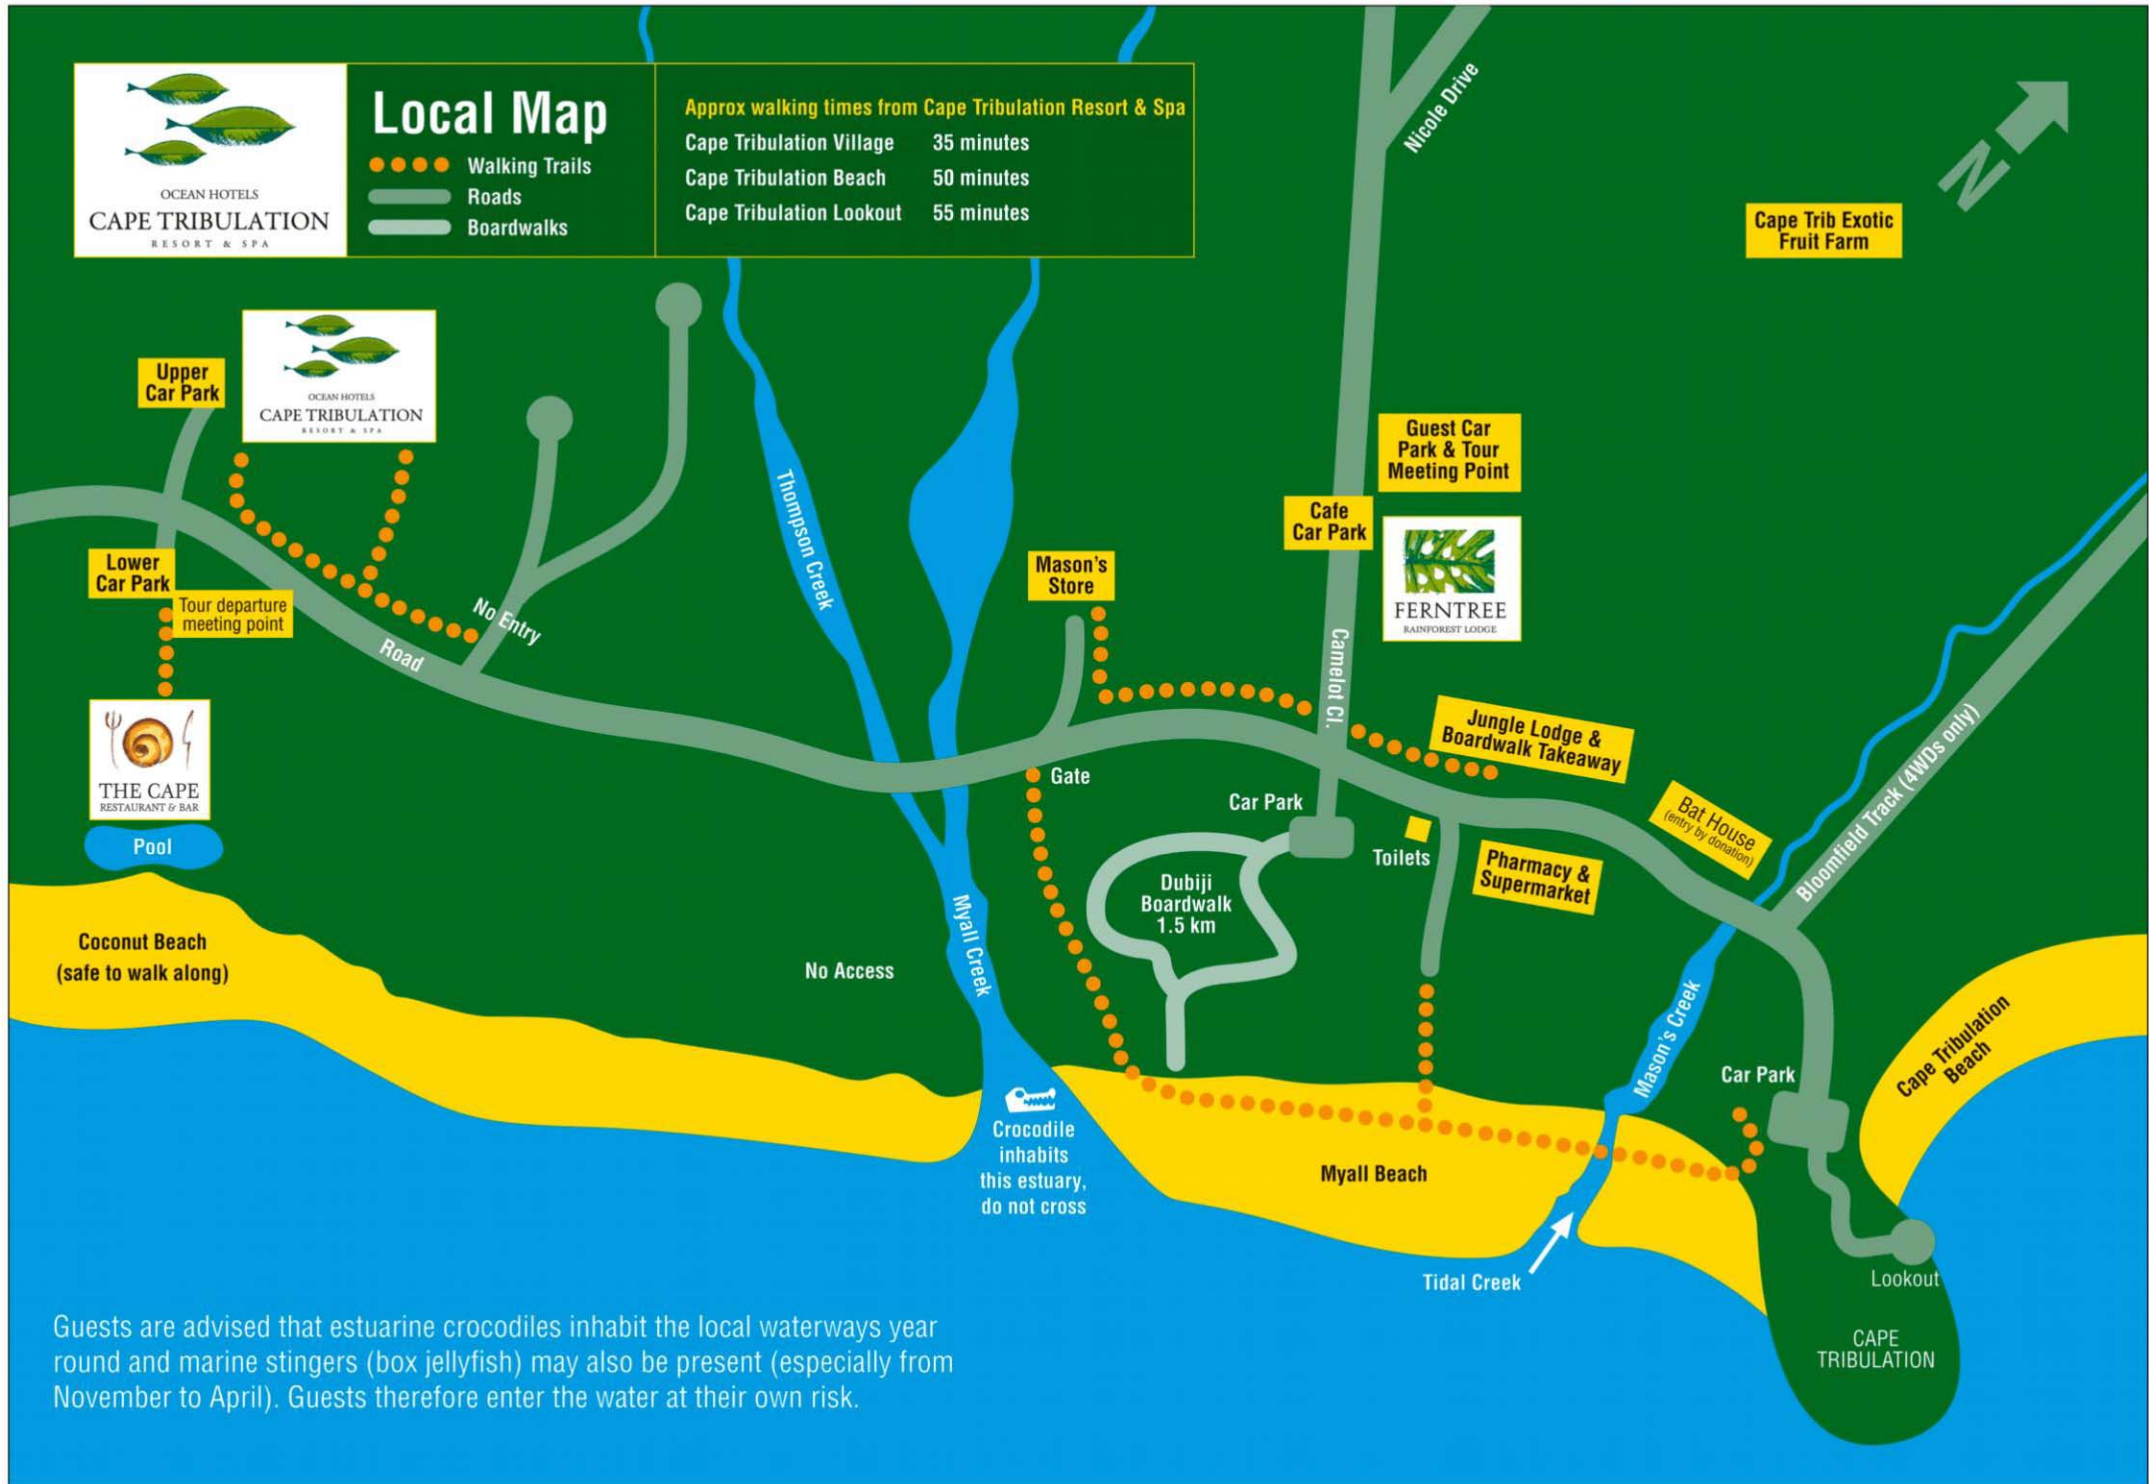 OCEAN HOTELS
CAPE TRIBULATION
RESORT & SPA
Local Map
Walking Trails
Roads
Boardwalks
Approx walking times from Cape Tribulation Resort & Spa
Cape Tribulation Village 35 minutes
Cape Tribulation Beach 50 minutes
Cape Tribulation Lookout 55 minutes
Nicole Drive
N
Cape Trib Exotic
Fruit Farm
Upper
Car Park
OCEAN HOTELS
CAPE TRIBULATION
RESORT & SPA
Lower
Car Park
Tour departure
meeting point
No Entry
Road
Thompson Creek
Mason's
Store
Guest Car
Park & Tour
Meeting Point
Cafe
Car Park
FERNTREE
RAINFOREST LODGE
Camelot Cl.
Jungle Lodge &
Boardwalk Takeaway
THE CAPE
RESTAURANT & BAR
Pool
Gate
Car Park
Toilets
Pharmacy &
Supermarket
Bat House
(entry by donation)
Bloomfield Track (4WDs only)
Dubiji
Boardwalk
1.5 km
Coconut Beach
(safe to walk along)
No Access
Myall Creek
Mason's Creek
Car Park
Cape Tribulation
Beach
Crocodile
inhabits
this estuary,
do not cross
Myall Beach
Tidal Creek
Lookout
CAPE
TRIBULATION
Guests are advised that estuarine crocodiles inhabit the local waterways year
round and marine stingers (box jellyfish) may also be present (especially from
November to April). Guests therefore enter the water at their own risk.